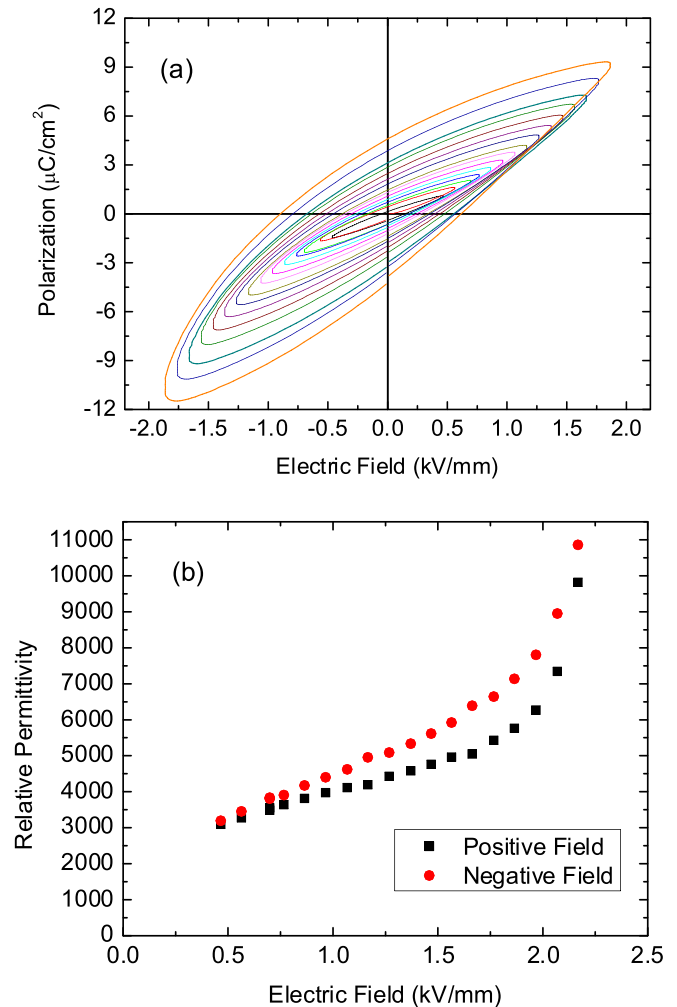 (a)
Polarization (μC/cm²)
9
6
3
0
-3
-6
-9
-12
-2.0 -1.5 -1.0 -0.5 0.0 0.5 1.0 1.5 2.0
Electric Field (kV/mm)
(b)
Relative Permittivity
11000
10000
9000
8000
7000
6000
5000
4000
3000
2000
1000
0
Positive Field
Negative Field
0.0 0.5 1.0 1.5 2.0 2.5
Electric Field (kV/mm)